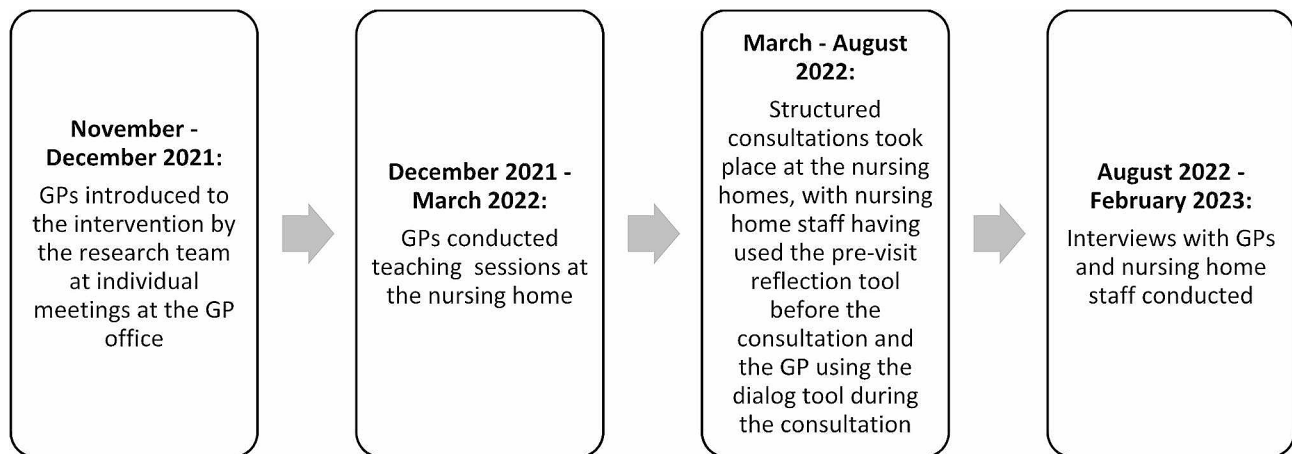 November -
December 2021:
GPs introduced to
the intervention by
the research team
at individual
meetings at the GP
office
December 2021 -
March 2022:
GPs conducted
teaching sessions at
the nursing home
March - August
2022:
Structured
consultations took
place at the nursing
homes, with nursing
home staff having
used the pre-visit
reflection tool
before the
consultation and
the GP using the
dialog tool during
the consultation
August 2022 -
February 2023:
Interviews with GPs
and nursing home
staff conducted